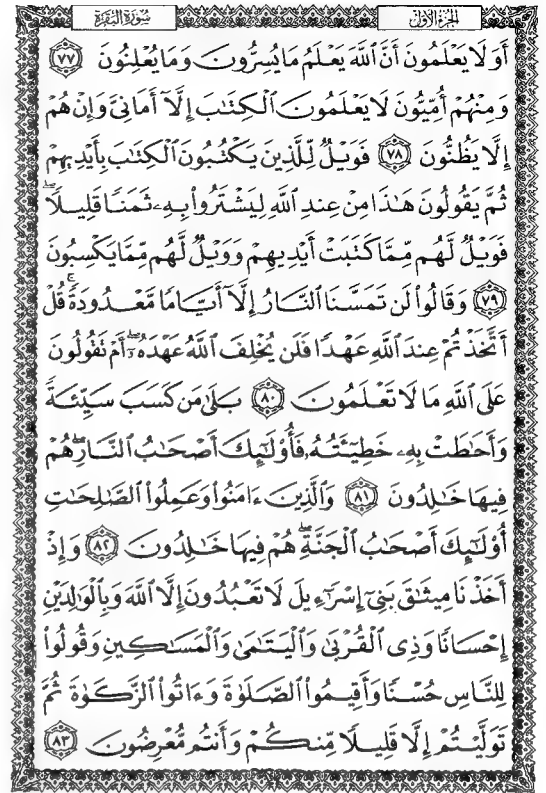 الجزء الأول
سورة البقرة
أَوَلَا يَعْلَمُونَ أَنَّ ٱللَّهَ يَعْلَمُ مَا يُسِرُّونَ وَمَا يُعْلِنُونَ ٧٧
وَمِنْهُمْ أُمِّيُّونَ لَا يَعْلَمُونَ ٱلْكِتَٰبَ إِلَّآ أَمَانِىَّ وَإِنْ هُمْ
إِلَّا يَظُنُّونَ ٧٨ فَوَيْلٌ لِّلَّذِينَ يَكْتُبُونَ ٱلْكِتَٰبَ بِأَيْدِيهِمْ
ثُمَّ يَقُولُونَ هَٰذَا مِنْ عِندِ ٱللَّهِ لِيَشْتَرُوا۟ بِهِۦ ثَمَنًا قَلِيلًا ۖ
فَوَيْلٌ لَّهُم مِّمَّا كَتَبَتْ أَيْدِيهِمْ وَوَيْلٌ لَّهُم مِّمَّا يَكْسِبُونَ
٧٩ وَقَالُوا۟ لَن تَمَسَّنَا ٱلنَّارُ إِلَّآ أَيَّامًا مَّعْدُودَةً ۚ قُلْ
أَتَّخَذْتُمْ عِندَ ٱللَّهِ عَهْدًا فَلَن يُخْلِفَ ٱللَّهُ عَهْدَهُۥٓ ۖ أَمْ تَقُولُونَ
عَلَى ٱللَّهِ مَا لَا تَعْلَمُونَ ٨٠ بَلَىٰ مَن كَسَبَ سَيِّئَةً
وَأَحَٰطَتْ بِهِۦ خَطِيٓـَٔتُهُۥ فَأُو۟لَٰٓئِكَ أَصْحَٰبُ ٱلنَّارِ ۖ هُمْ
فِيهَا خَٰلِدُونَ ٨١ وَٱلَّذِينَ ءَامَنُوا۟ وَعَمِلُوا۟ ٱلصَّٰلِحَٰتِ
أُو۟لَٰٓئِكَ أَصْحَٰبُ ٱلْجَنَّةِ ۖ هُمْ فِيهَا خَٰلِدُونَ ٨٢ وَإِذْ
أَخَذْنَا مِيثَٰقَ بَنِىٓ إِسْرَٰٓءِيلَ لَا تَعْبُدُونَ إِلَّا ٱللَّهَ وَبِٱلْوَٰلِدَيْنِ
إِحْسَانًا وَذِى ٱلْقُرْبَىٰ وَٱلْيَتَٰمَىٰ وَٱلْمَسَٰكِينِ وَقُولُوا۟
لِلنَّاسِ حُسْنًا وَأَقِيمُوا۟ ٱلصَّلَوٰةَ وَءَاتُوا۟ ٱلزَّكَوٰةَ ثُمَّ
تَوَلَّيْتُمْ إِلَّا قَلِيلًا مِّنكُمْ وَأَنتُم مُّعْرِضُونَ ٨٣